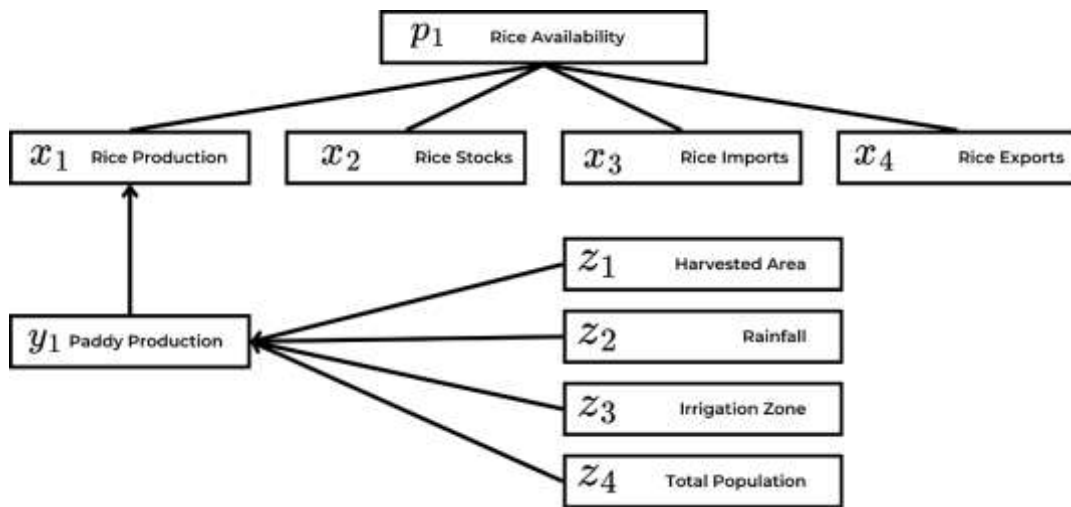 p1 Rice Availability
x1 Rice Production
x2 Rice Stocks
x3 Rice Imports
x4 Rice Exports
z1 Harvested Area
y1 Paddy Production
z2 Rainfall
z3 Irrigation Zone
z4 Total Population